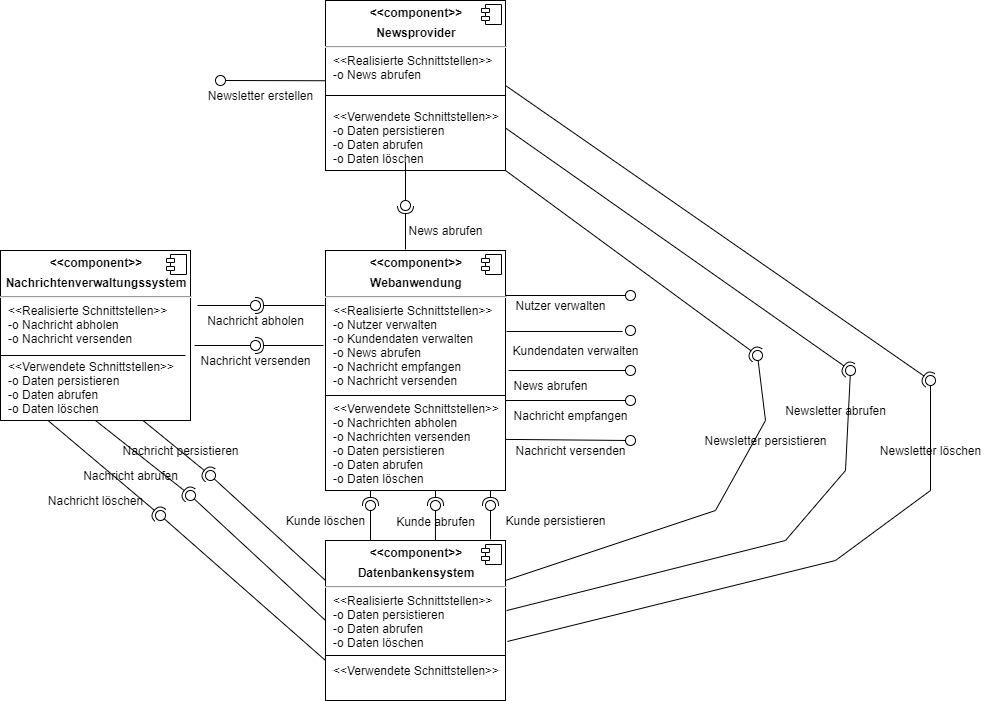 <<component>>
Newsprovider
<<Realisierte Schnittstellen>>
-o News abrufen
Newsletter erstellen
<<Verwendete Schnittstellen>>
-o Daten persistieren
-o Daten abrufen
-o Daten löschen
News abrufen
<<component>>
Nachrichtenverwaltungssystem
<<Realisierte Schnittstellen>>
-o Nachricht abholen
-o Nachricht versenden
<<Verwendete Schnittstellen>>
-o Daten persistieren
-o Daten abrufen
-o Daten löschen
Nachricht abholen
Nachricht versenden
<<component>>
Webanwendung
<<Realisierte Schnittstellen>>
-o Nutzer verwalten
-o Kundendaten verwalten
-o News abrufen
-o Nachricht empfangen
-o Nachricht versenden
<<Verwendete Schnittstellen>>
-o Nachrichten abholen
-o Nachrichten versenden
-o Daten persistieren
-o Daten abrufen
-o Daten löschen
Nutzer verwalten
Kundendaten verwalten
News abrufen
Nachricht empfangen
Nachricht versenden
Newsletter persistieren
Newsletter abrufen
Newsletter löschen
Nachricht persistieren
Nachricht abrufen
Nachricht löschen
Kunde löschen
Kunde abrufen
Kunde persistieren
<<component>>
Datenbankensystem
<<Realisierte Schnittstellen>>
-o Daten persistieren
-o Daten abrufen
-o Daten löschen
<<Verwendete Schnittstellen>>